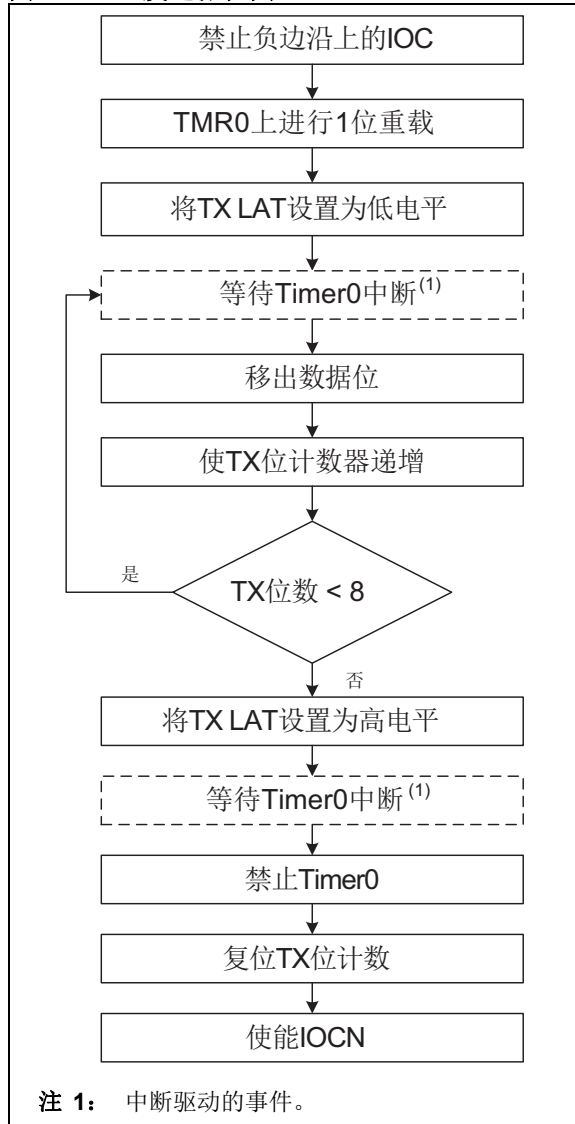 禁止负边沿上的IOC
TMR0上进行1位重载
将TX LAT设置为低电平
等待Timer0中断(1)
移出数据位
使TX位计数器递增
是
TX位数 < 8
否
将TX LAT设置为高电平
等待Timer0中断(1)
禁止Timer0
复位TX位计数
使能IOCN
注 1： 中断驱动的事件。